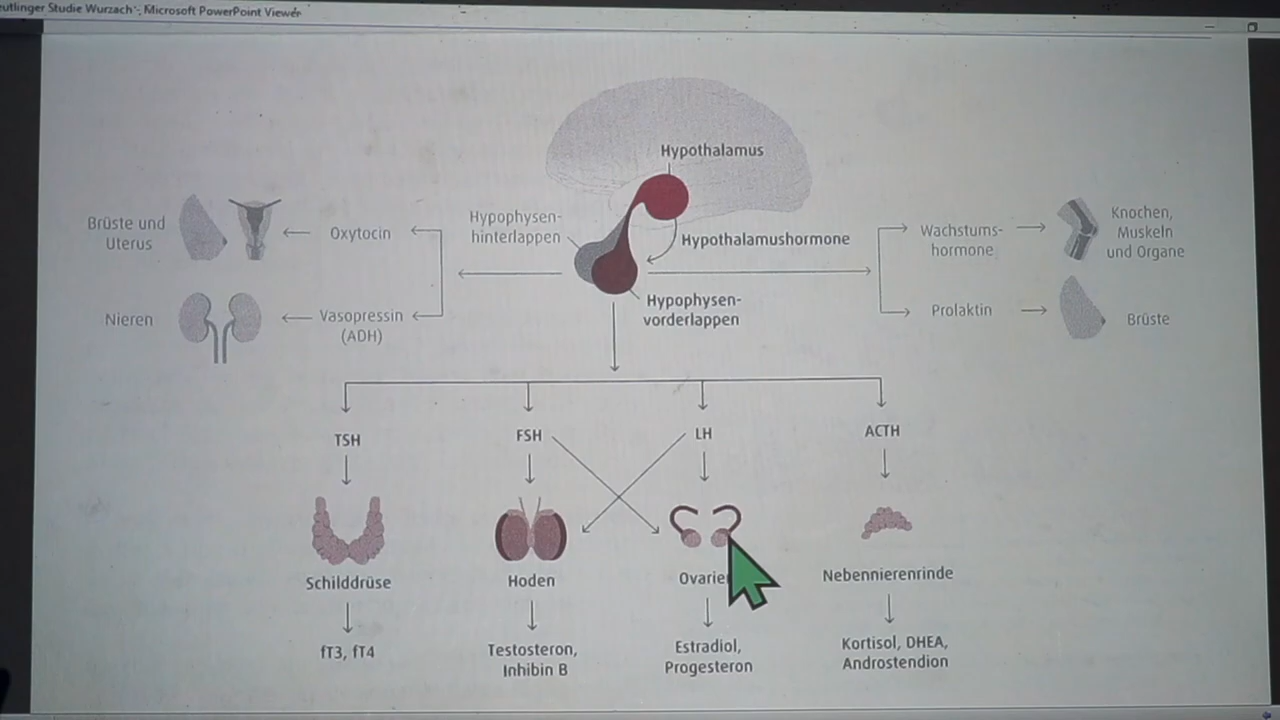 eutlinger Studie Wurzach - Microsoft PowerPoint Viewer
Hypothalamus
Hypophysen-
hinterlappen
Hypothalamushormone
Hypophysen-
vorderlappen
Brüste und
Uterus
Oxytocin
Nieren
Vasopressin
(ADH)
Wachstums-
hormone
Knochen,
Muskeln
und Organe
Prolaktin
Brüste
TSH
FSH
LH
ACTH
Schilddrüse
Hoden
Ovarie
Nebennierenrinde
fT3, fT4
Testosteron,
Inhibin B
Estradiol,
Progesteron
Kortisol, DHEA,
Androstendion